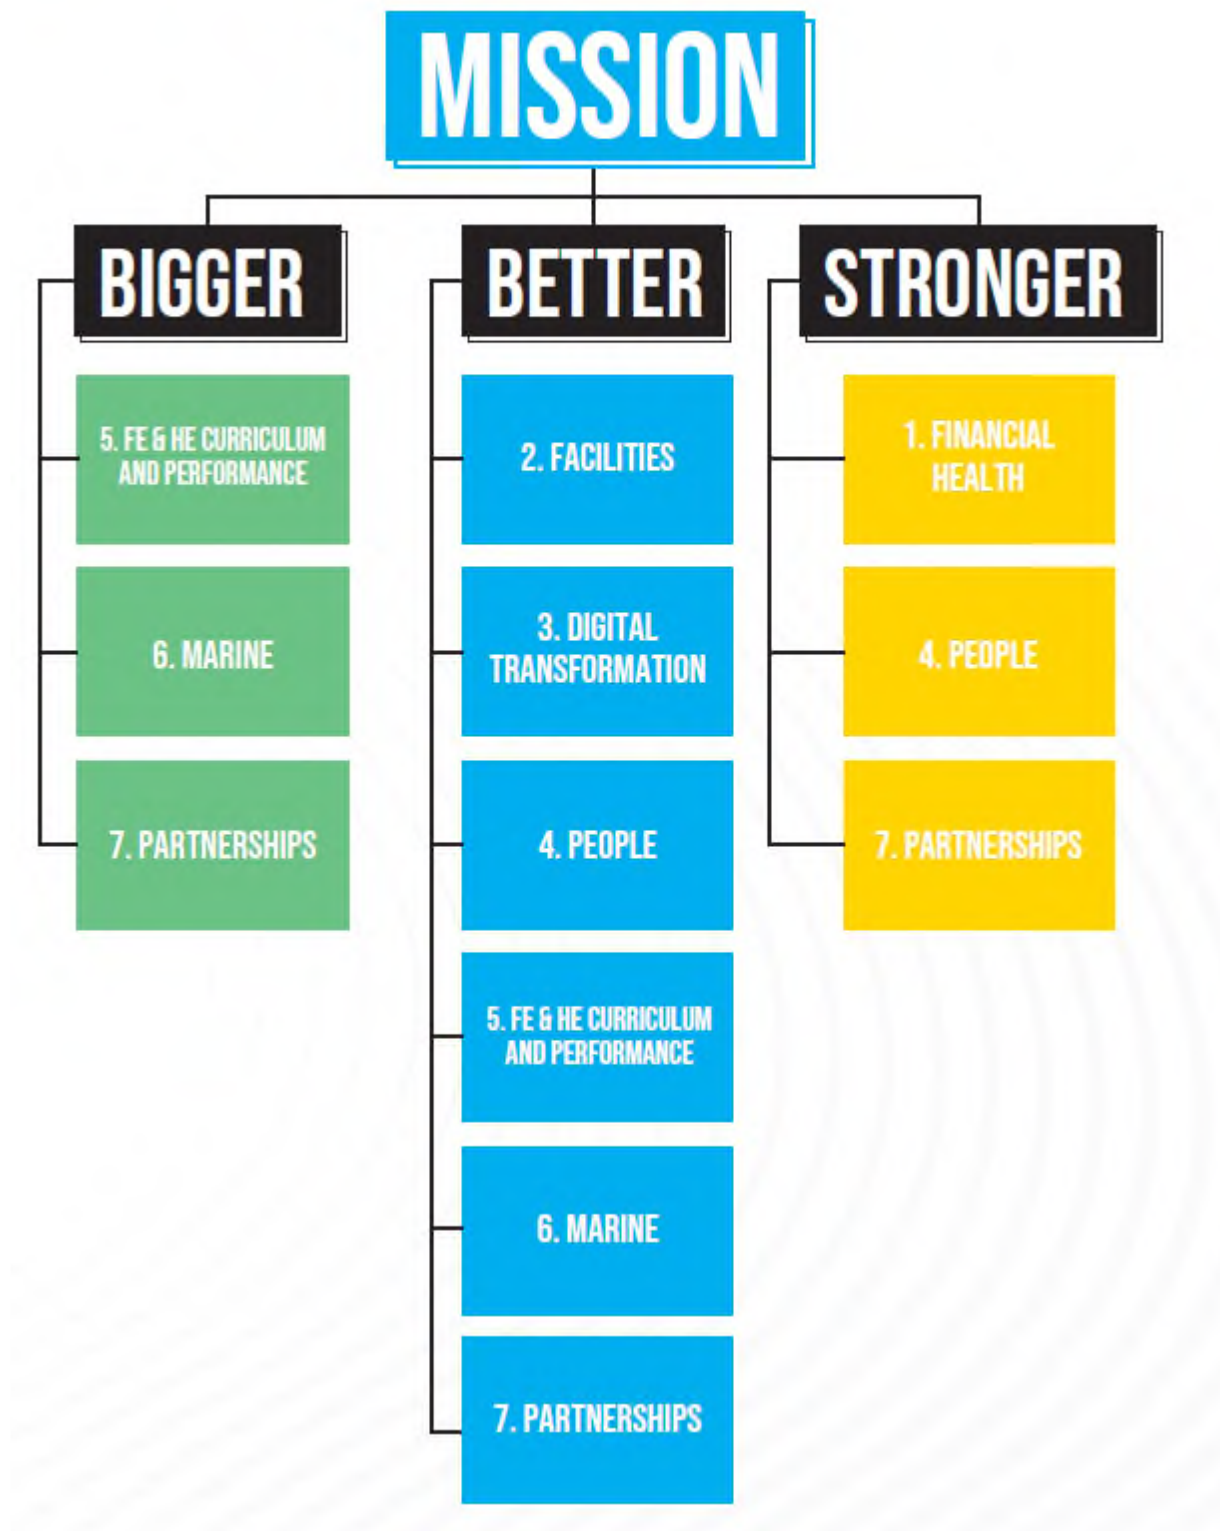 MISSION
BIGGER
5. FE & HE CURRICULUM
AND PERFORMANCE
6. MARINE
7. PARTNERSHIPS
BETTER
2. FACILITIES
3. DIGITAL
TRANSFORMATION
4. PEOPLE
5. FE & HE CURRICULUM
AND PERFORMANCE
6. MARINE
7. PARTNERSHIPS
STRONGER
1. FINANCIAL
HEALTH
4. PEOPLE
7. PARTNERSHIPS